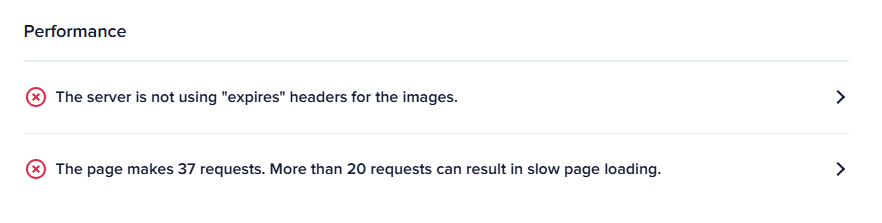 Performance
The server is not using "expires" headers for the images.
The page makes 37 requests. More than 20 requests can result in slow page loading.